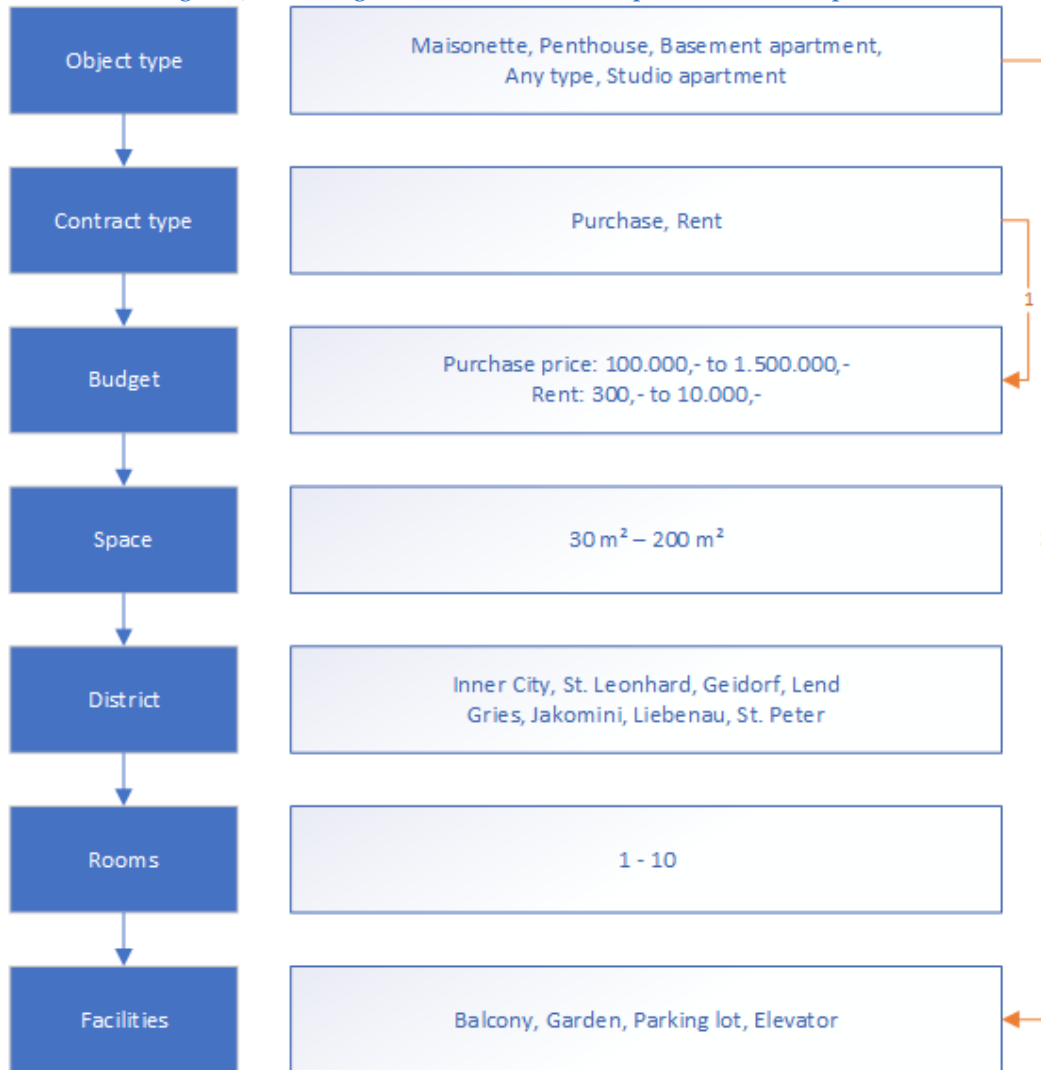 Object type
Maisonette, Penthouse, Basement apartment,
Any type, Studio apartment
Contract type
Purchase, Rent
1
Budget
Purchase price: 100.000,- to 1.500.000,-
Rent: 300,- to 10.000,-
Space
30 m² – 200 m²
District
Inner City, St. Leonhard, Geidorf, Lend
Gries, Jakomini, Liebenau, St. Peter
Rooms
1 - 10
Facilities
Balcony, Garden, Parking lot, Elevator